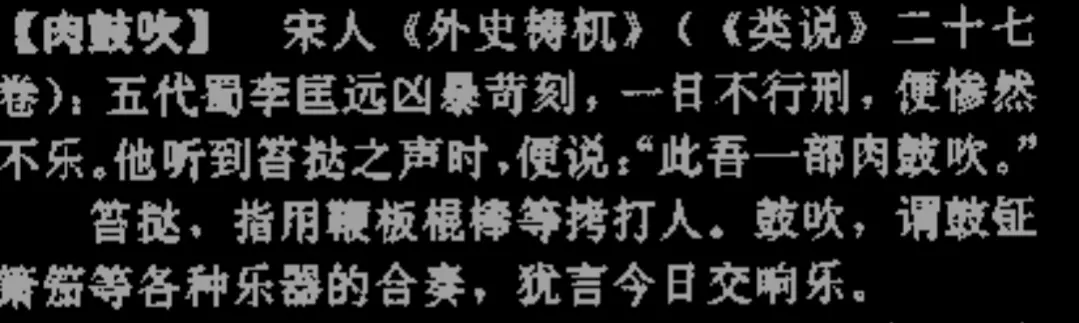 【肉鼓吹】 宋人《外史梼杌》(《类说》二十七
卷):五代蜀李匡远凶暴苛刻,一日不行刑,便惨然
不乐。他听到笞挞之声时,便说:“此吾一部肉鼓吹。”
笞挞,指用鞭板棍棒等拷打人。鼓吹,谓鼓钲
箫笳等各种乐器的合奏,犹言今日交响乐。